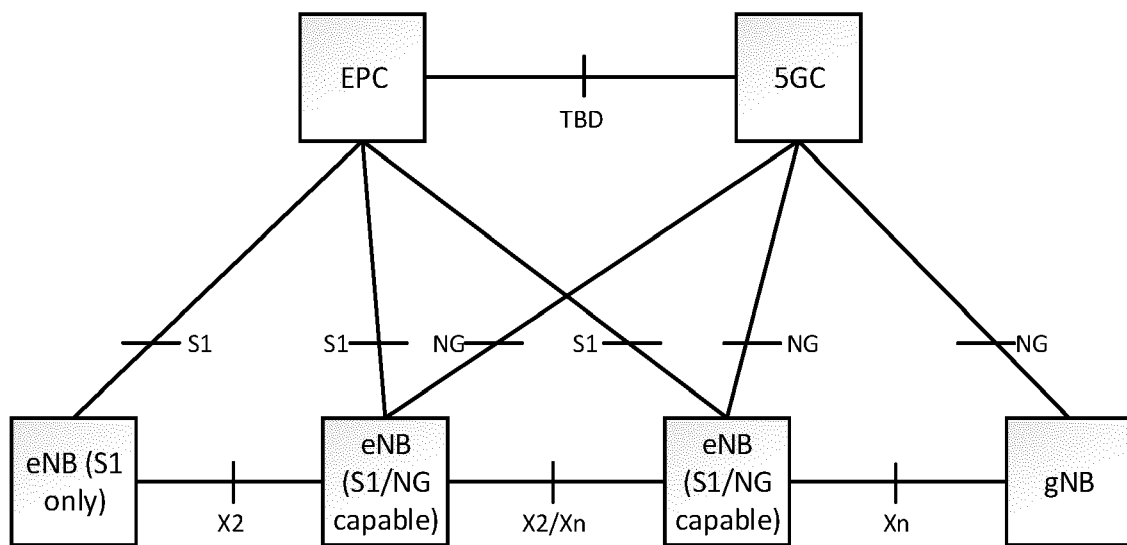 EPC
5GC
TBD
S1
S1
NG
S1
NG
NG
eNB (S1
only)
eNB
(S1/NG
capable)
eNB
(S1/NG
capable)
gNB
X2
X2/Xn
Xn